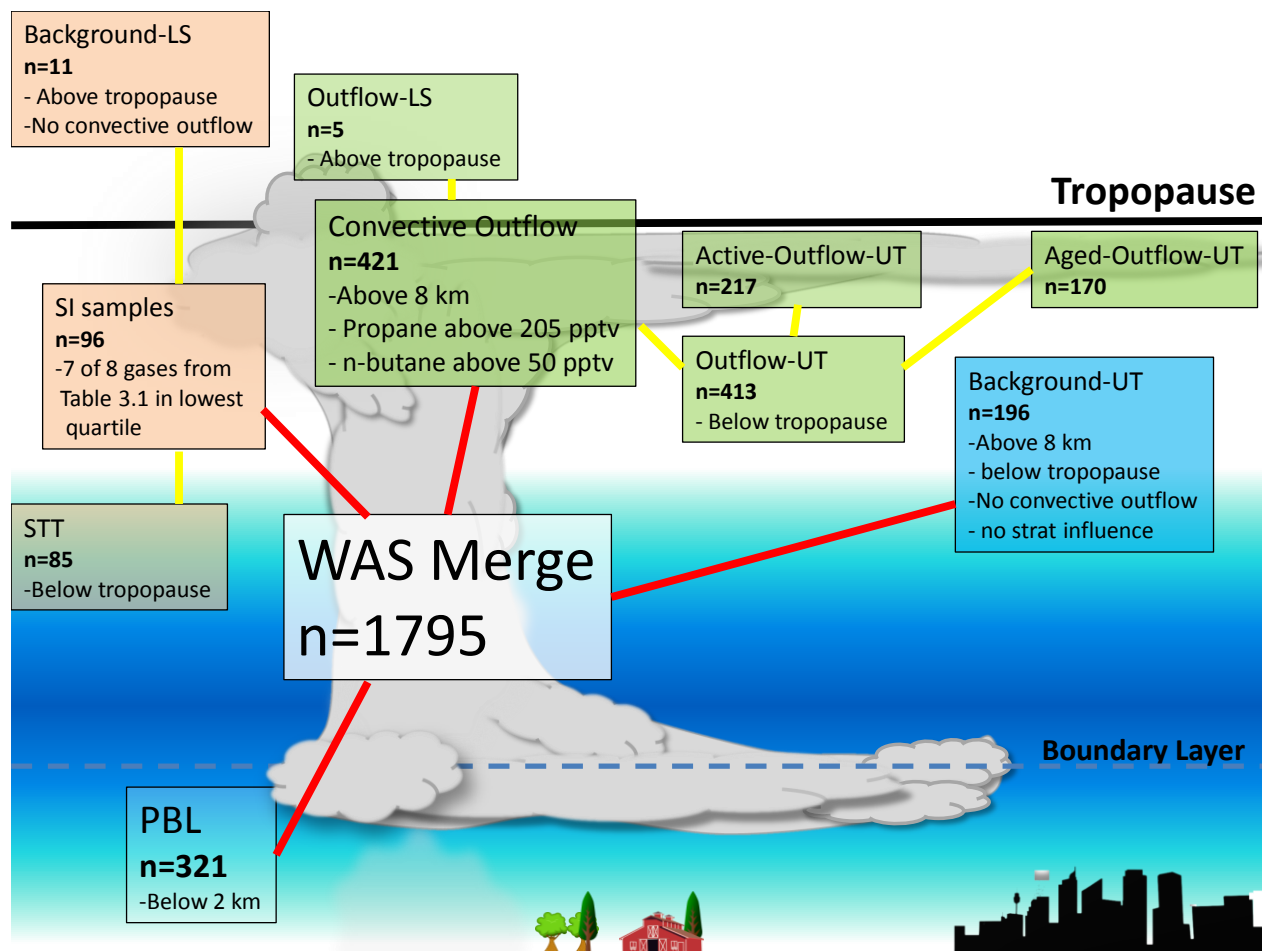 Background-LS
n=11
- Above tropopause
-No convective outflow
Outflow-LS
n=5
- Above tropopause
Tropopause
Convective Outflow
n=421
-Above 8 km
- Propane above 205 pptv
- n-butane above 50 pptv
Active-Outflow-UT
n=217
Aged-Outflow-UT
n=170
SI samples
n=96
-7 of 8 gases from
Table 3.1 in lowest
quartile
Outflow-UT
n=413
- Below tropopause
Background-UT
n=196
-Above 8 km
- below tropopause
-No convective outflow
- no strat influence
STT
n=85
-Below tropopause
WAS Merge
n=1795
Boundary Layer
PBL
n=321
-Below 2 km